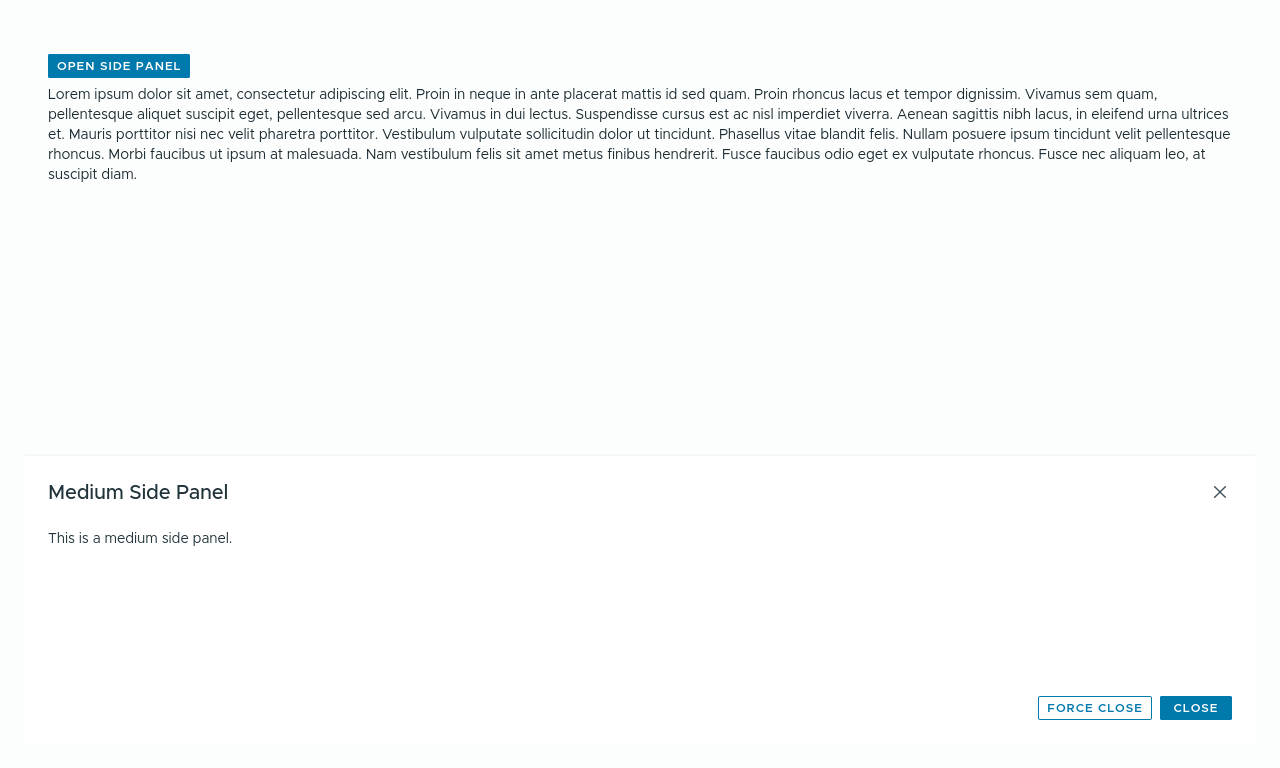 OPEN SIDE PANEL
Lorem ipsum dolor sit amet, consectetur adipiscing elit. Proin in neque in ante placerat mattis id sed quam. Proin rhoncus lacus et tempor dignissim. Vivamus sem quam,
pellentesque aliquet suscipit eget, pellentesque sed arcu. Vivamus in dui lectus. Suspendisse cursus est ac nisl imperdiet viverra. Aenean sagittis nibh lacus, in eleifend urna ultrices
et. Mauris porttitor nisi nec velit pharetra porttitor. Vestibulum vulputate sollicitudin dolor ut tincidunt. Phasellus vitae blandit felis. Nullam posuere ipsum tincidunt velit pellentesque
rhoncus. Morbi faucibus ut ipsum at malesuada. Nam vestibulum felis sit amet metus finibus hendrerit. Fusce faucibus odio eget ex vulputate rhoncus. Fusce nec aliquam leo, at
suscipit diam.
Medium Side Panel
This is a medium side panel.
FORCE CLOSE
CLOSE